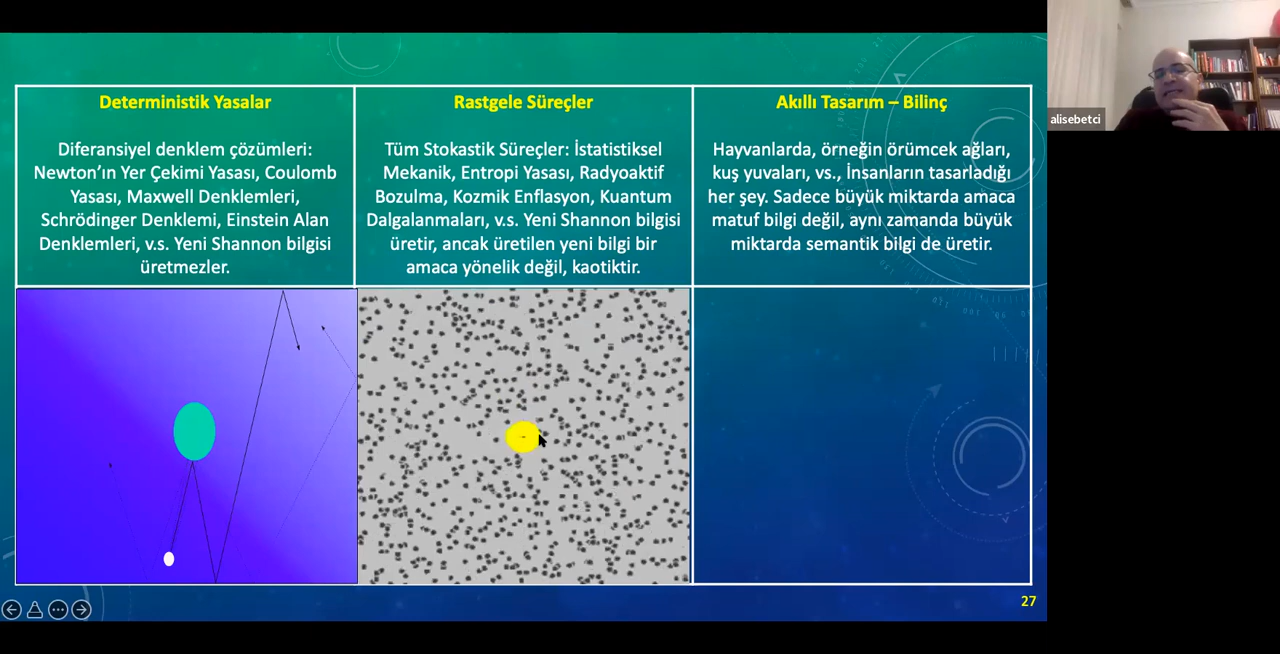 Deterministik Yasalar
Diferansiyel denklem çözümleri:
Newton'ın Yer Çekimi Yasası, Coulomb
Yasası, Maxwell Denklemleri,
Schrödinger Denklemi, Einstein Alan
Denklemleri, v.s. Yeni Shannon bilgisi
üretmezler.
Rastgele Süreçler
Tüm Stokastik Süreçler: İstatistiksel
Mekanik, Entropi Yasası, Radyoaktif
Bozulma, Kozmik Enflasyon, Kuantum
Dalgalanmaları, v.s. Yeni Shannon bilgisi
üretir, ancak üretilen yeni bilgi bir
amaca yönelik değil, kaotiktir.
Akıllı Tasarım – Bilinç
Hayvanlarda, örneğin örümcek ağları,
kuş yuvaları, vs., İnsanların tasarladığı
her şey. Sadece büyük miktarda amaca
matuf bilgi değil, aynı zamanda büyük
miktarda semantik bilgi de üretir.
27
alisebetci